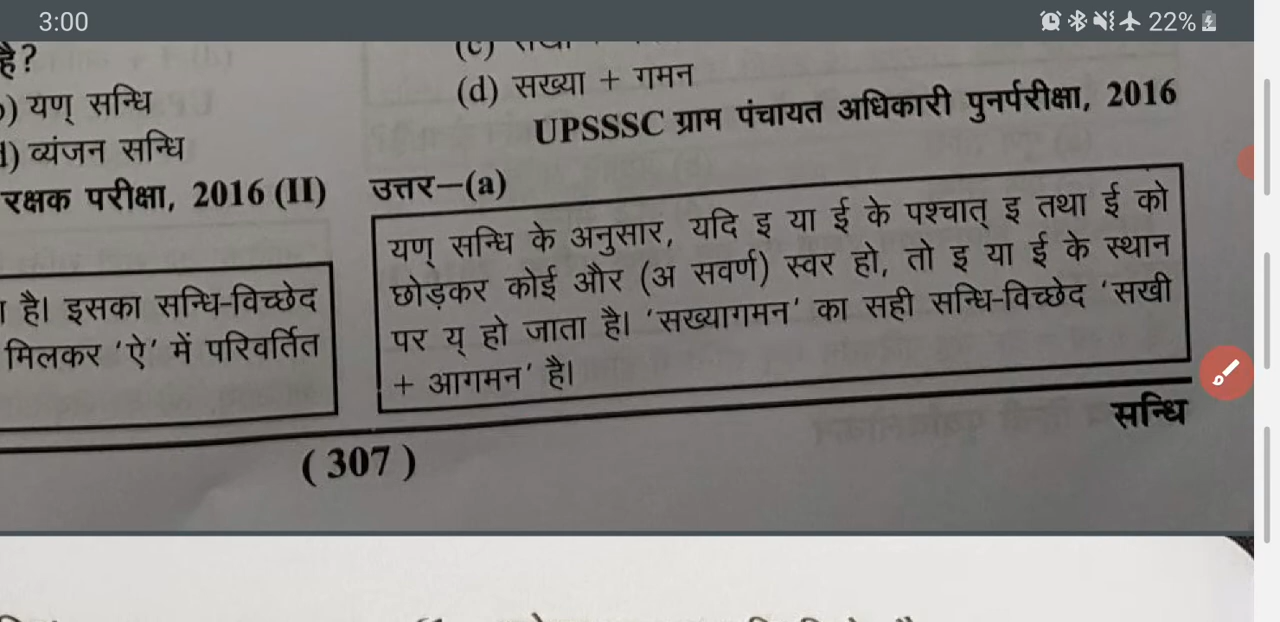 3:00
22%
है?
यण् सन्धि
व्यंजन सन्धि
रक्षक परीक्षा, 2016 (II)
है। इसका सन्धि-विच्छेद
मिलकर 'ऐ' में परिवर्तित
(c)
(d) सख्या + गमन
UPSSSC ग्राम पंचायत अधिकारी पुनर्परीक्षा, 2016
उत्तर—(a)
यण् सन्धि के अनुसार, यदि इ या ई के पश्चात् इ तथा ई को
छोड़कर कोई और (अ सवर्ण) स्वर हो, तो इ या ई के स्थान
पर य् हो जाता है। 'सख्यागमन' का सही सन्धि-विच्छेद 'सखी
+ आगमन' है।
सन्धि
(307)